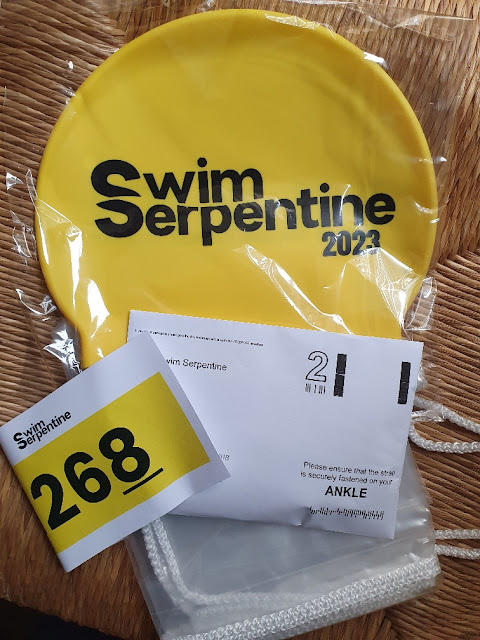 Swim
Serpentine
2023
wim Serpentine
2
Please ensure that the strap
is securely fastened on your
ANKLE
Swim
Serpentine
268